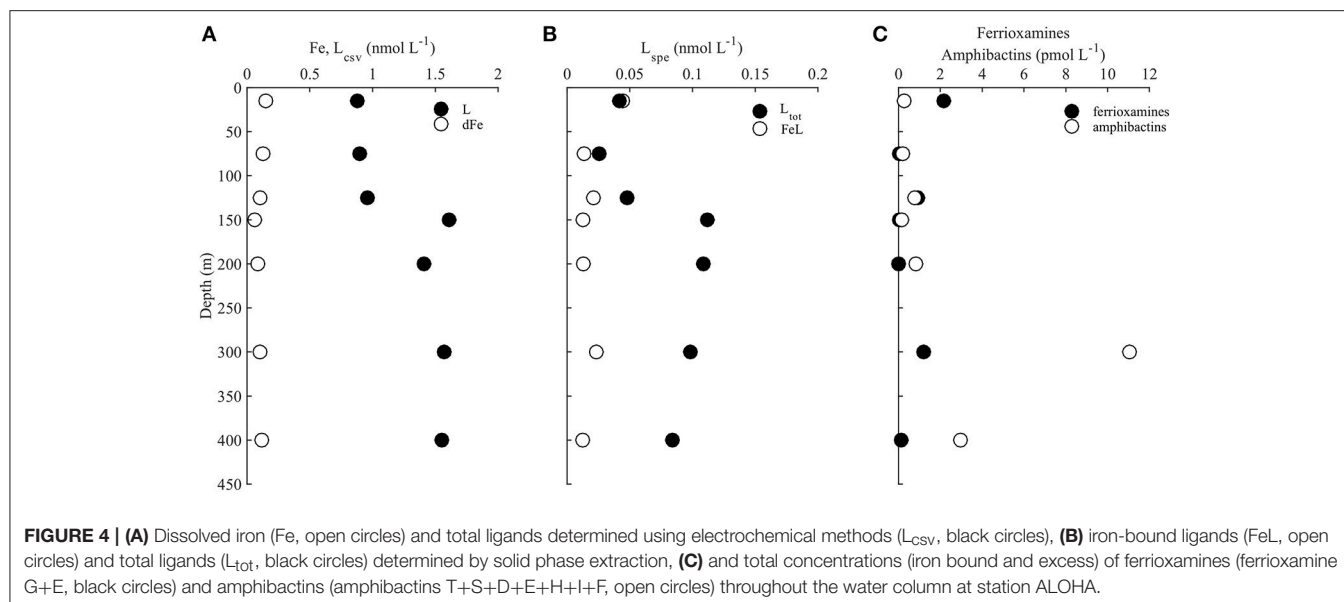 A
Fe, Lcsv (nmol L-1)
0 0.5 1 1.5 2
Depth (m)
0
50
100
150
200
250
300
350
400
450
L
dFe
B
Lspe (nmol L-1)
0 0.05 0.1 0.15 0.2
Ltot
FeL
C
Ferrioxamines
Amphibactins (pmol L-1)
0 2 4 6 8 10 12
ferrioxamines
amphibactins
FIGURE 4 | (A) Dissolved iron (Fe, open circles) and total ligands determined using electrochemical methods (LCSV, black circles), (B) iron-bound ligands (FeL, open
circles) and total ligands (Ltot, black circles) determined by solid phase extraction, (C) and total concentrations (iron bound and excess) of ferrioxamines (ferrioxamine
G+E, black circles) and amphibactins (amphibactins T+S+D+E+H+I+F, open circles) throughout the water column at station ALOHA.